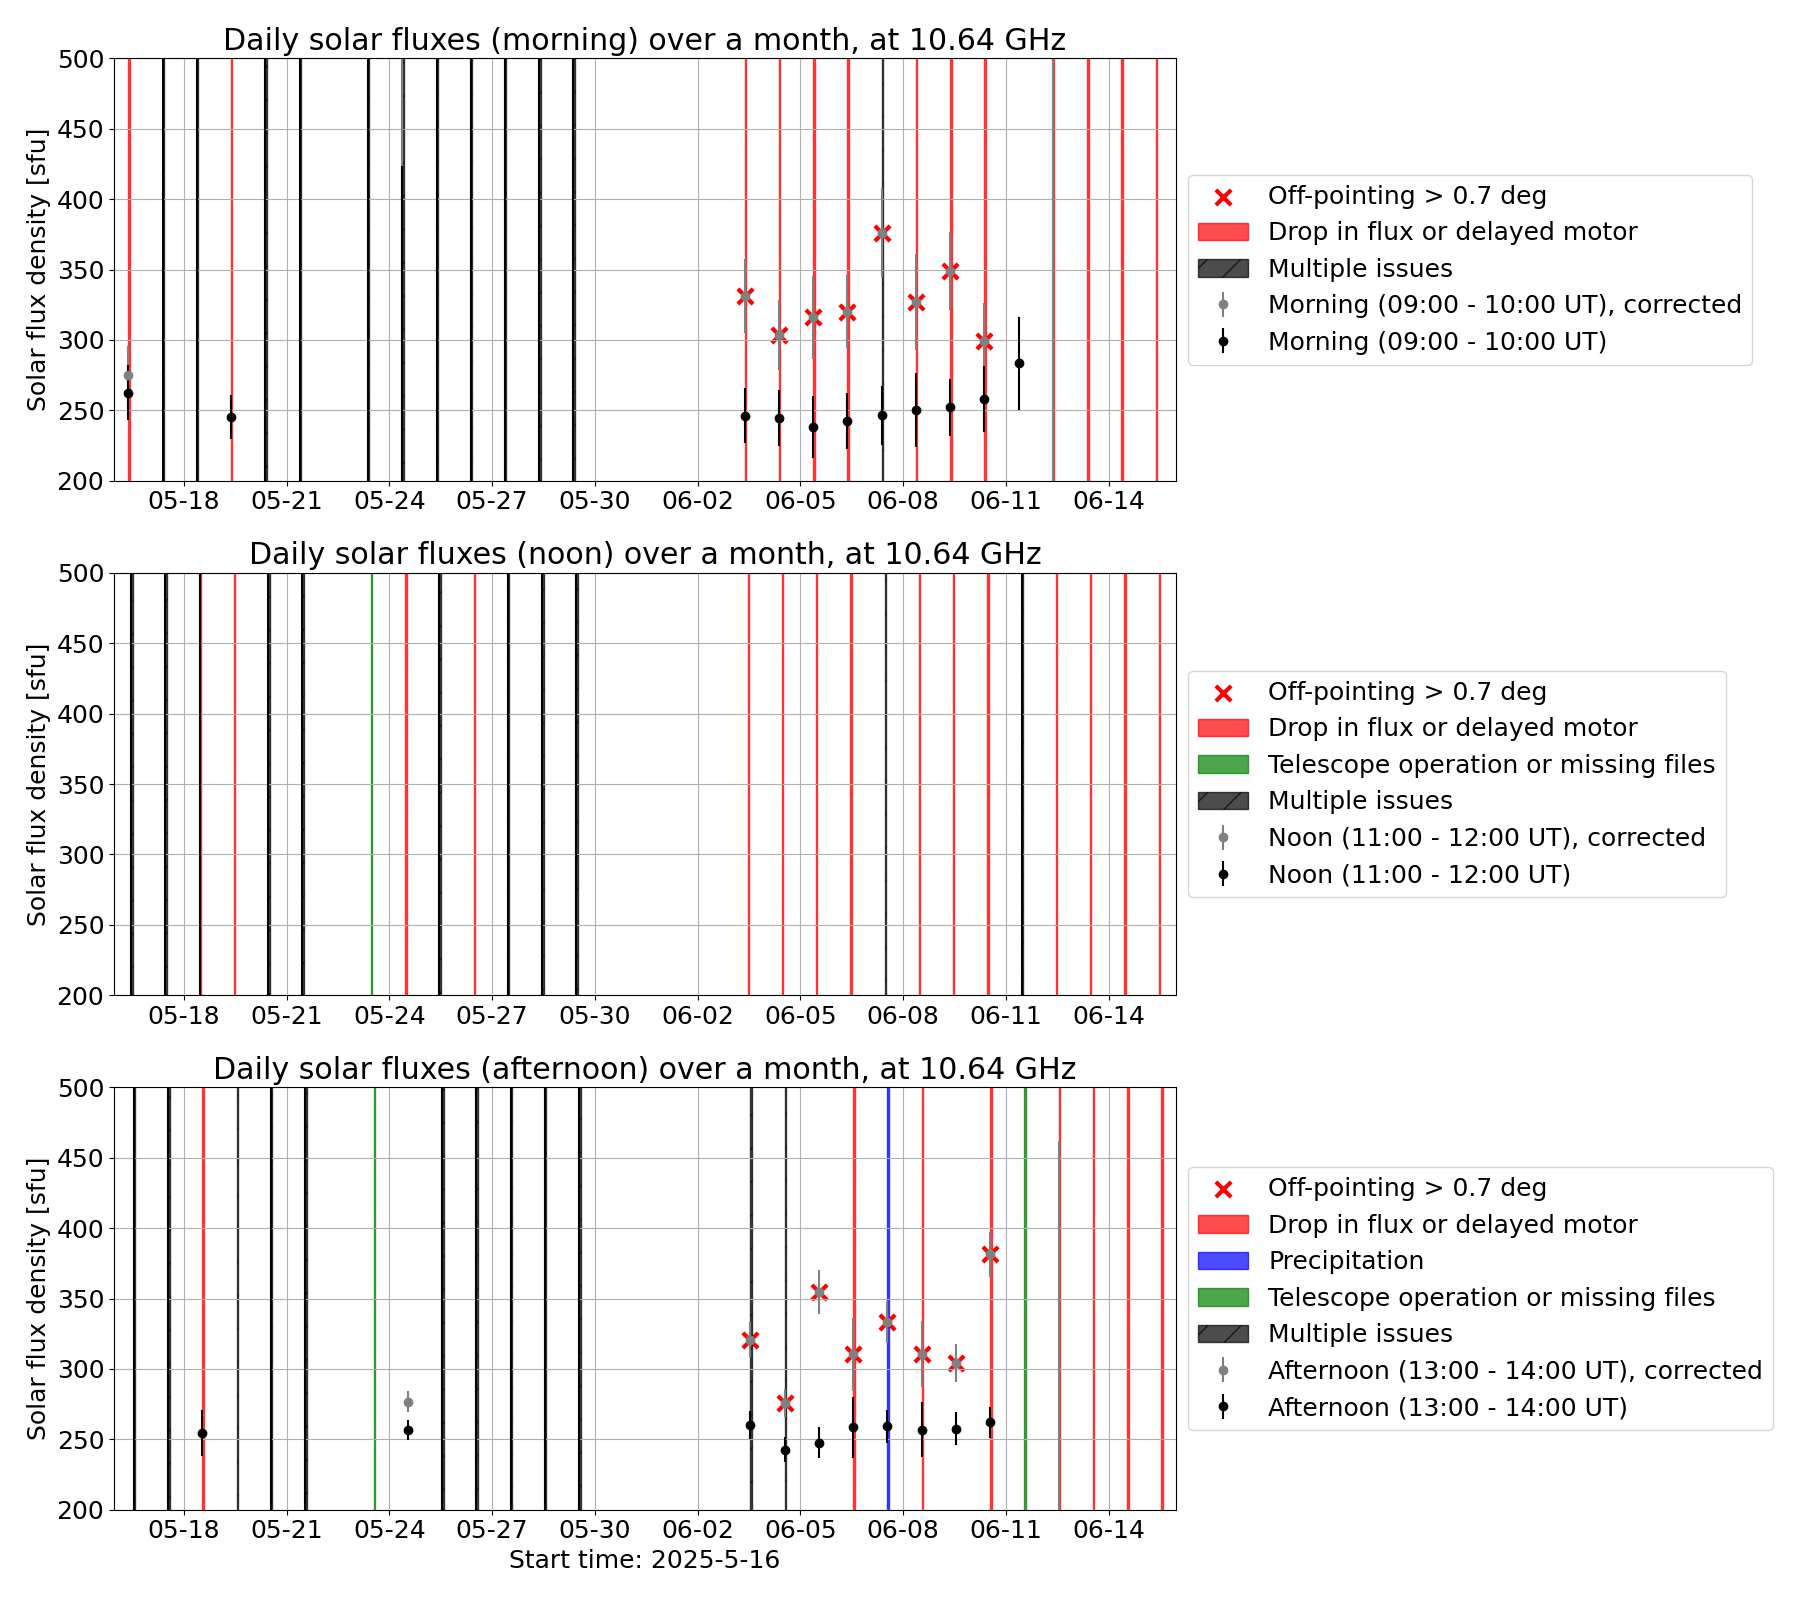 Daily solar fluxes (morning) over a month, at 10.64 GHz
Solar flux density [sfu]
500
450
400
350
300
250
200
05-18 05-21 05-24 05-27 05-30 06-02 06-05 06-08 06-11 06-14
Off-pointing > 0.7 deg
Drop in flux or delayed motor
Multiple issues
Morning (09:00 - 10:00 UT), corrected
Morning (09:00 - 10:00 UT)
Daily solar fluxes (noon) over a month, at 10.64 GHz
Solar flux density [sfu]
500
450
400
350
300
250
200
05-18 05-21 05-24 05-27 05-30 06-02 06-05 06-08 06-11 06-14
Off-pointing > 0.7 deg
Drop in flux or delayed motor
Telescope operation or missing files
Multiple issues
Noon (11:00 - 12:00 UT), corrected
Noon (11:00 - 12:00 UT)
Daily solar fluxes (afternoon) over a month, at 10.64 GHz
Solar flux density [sfu]
500
450
400
350
300
250
200
05-18 05-21 05-24 05-27 05-30 06-02 06-05 06-08 06-11 06-14
Start time: 2025-5-16
Off-pointing > 0.7 deg
Drop in flux or delayed motor
Precipitation
Telescope operation or missing files
Multiple issues
Afternoon (13:00 - 14:00 UT), corrected
Afternoon (13:00 - 14:00 UT)